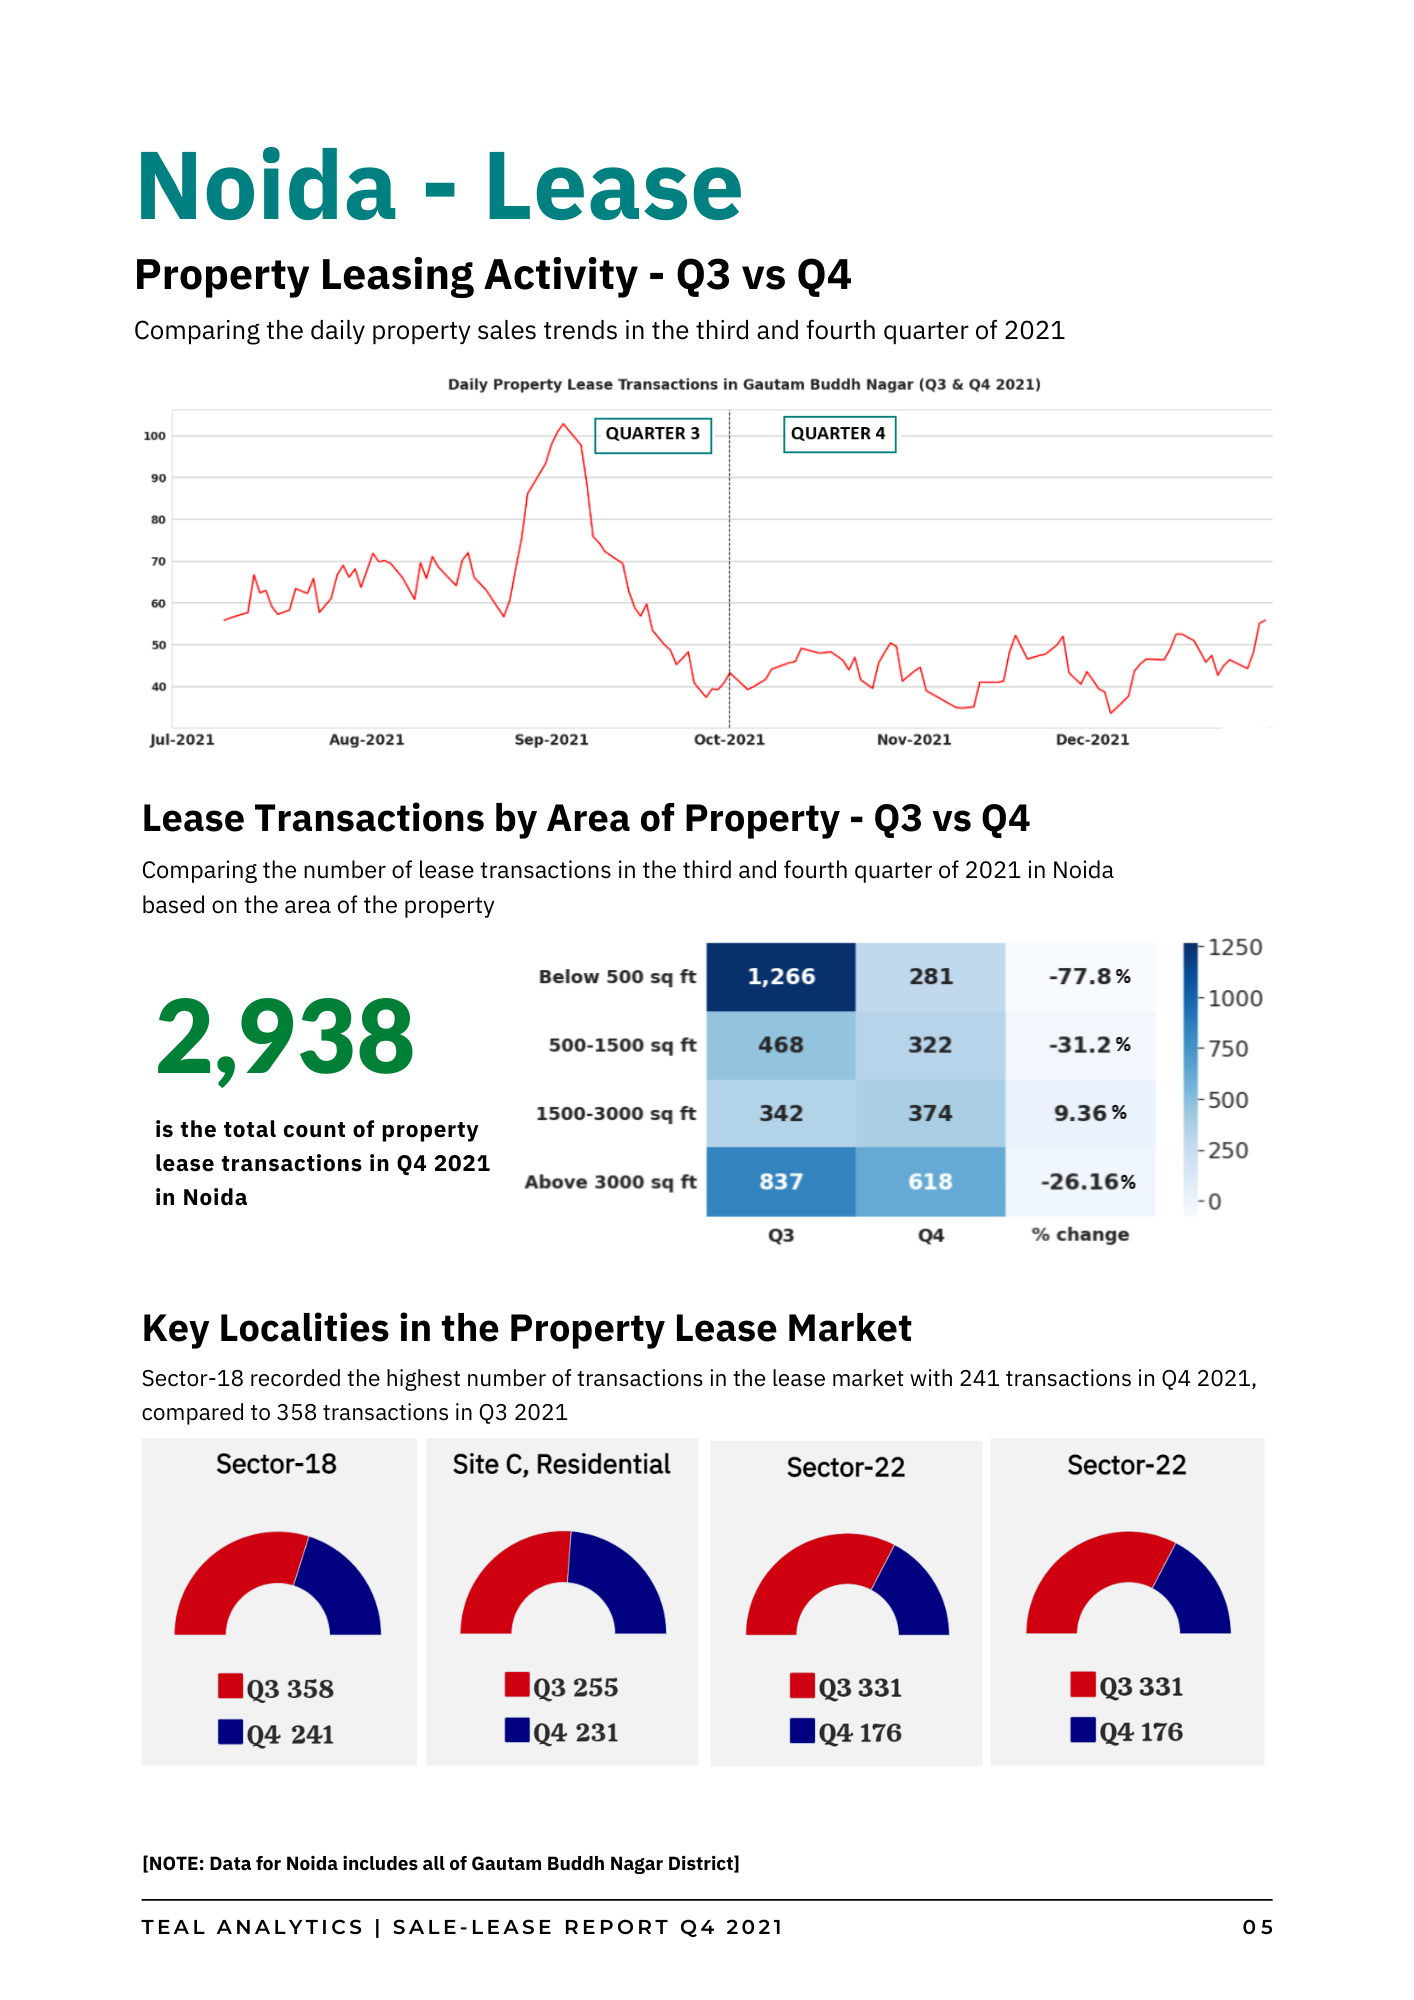 Noida - Lease
Property Leasing Activity - Q3 vs Q4
Comparing the daily property sales trends in the third and fourth quarter of 2021
Daily Property Lease Transactions in Gautam Buddh Nagar (Q3 & Q4 2021)
QUARTER 3
QUARTER 4
100
90
80
70
60
50
40
Jul-2021
Aug-2021
Sep-2021
Oct-2021
Nov-2021
Dec-2021
Lease Transactions by Area of Property - Q3 vs Q4
Comparing the number of lease transactions in the third and fourth quarter of 2021 in Noida
based on the area of the property
2,938
is the total count of property
lease transactions in Q4 2021
in Noida
Below 500 sq ft 1,266 281 -77.8 %
500-1500 sq ft 468 322 -31.2 %
1500-3000 sq ft 342 374 9.36 %
Above 3000 sq ft 837 618 -26.16%
Q3 Q4 % change
1250
1000
750
500
250
0
Key Localities in the Property Lease Market
Sector-18 recorded the highest number of transactions in the lease market with 241 transactions in Q4 2021,
compared to 358 transactions in Q3 2021
Sector-18
Q3 358
Q4 241
Site C, Residential
Q3 255
Q4 231
Sector-22
Q3 331
Q4 176
Sector-22
Q3 331
Q4 176
[NOTE: Data for Noida includes all of Gautam Buddh Nagar District]
TEAL ANALYTICS | SALE-LEASE REPORT Q4 2021
05